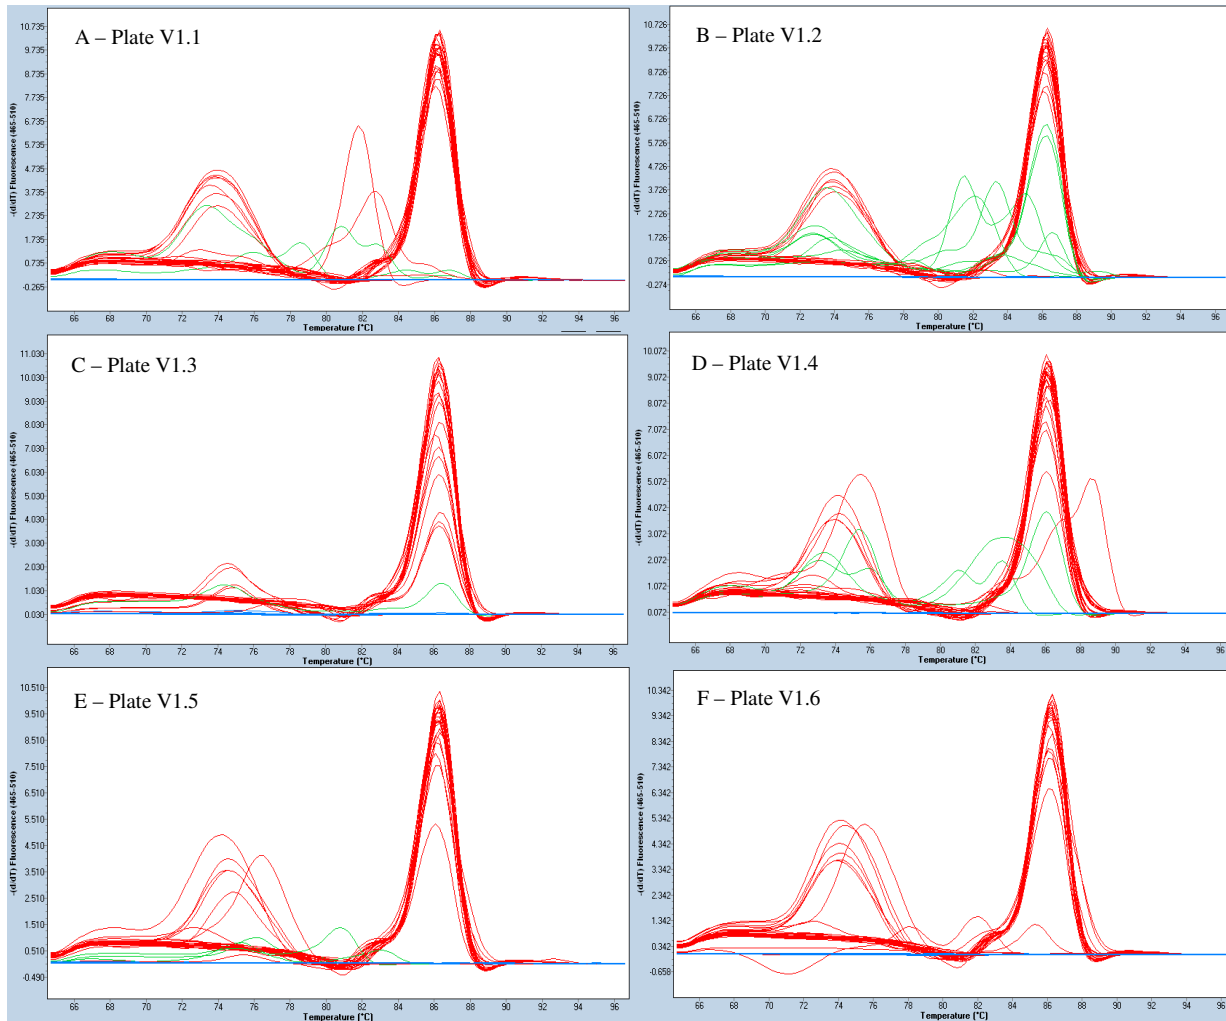 A – Plate V1.1
10.735
9.735
8.735
7.735
6.735
5.735
4.735
3.735
2.735
1.735
0.735
-0.265
-(d/dT) Fluorescence (465-510)
66 68 70 72 74 76 78 80 82 84 86 88 90 92 94 96
Temperature (°C)
B – Plate V1.2
10.726
9.726
8.726
7.726
6.726
5.726
4.726
3.726
2.726
1.726
0.726
-0.274
-(d/dT) Fluorescence (465-510)
66 68 70 72 74 76 78 80 82 84 86 88 90 92 94 96
Temperature (°C)
C – Plate V1.3
11.030
10.030
9.030
8.030
7.030
6.030
5.030
4.030
3.030
2.030
1.030
0.030
-(d/dT) Fluorescence (465-510)
66 68 70 72 74 76 78 80 82 84 86 88 90 92 94 96
Temperature (°C)
D – Plate V1.4
10.072
9.072
8.072
7.072
6.072
5.072
4.072
3.072
2.072
1.072
0.072
-(d/dT) Fluorescence (465-510)
66 68 70 72 74 76 78 80 82 84 86 88 90 92 94 96
Temperature (°C)
E – Plate V1.5
10.510
9.510
8.510
7.510
6.510
5.510
4.510
3.510
2.510
1.510
0.510
-0.490
-(d/dT) Fluorescence (465-510)
66 68 70 72 74 76 78 80 82 84 86 88 90 92 94 96
Temperature (°C)
F – Plate V1.6
10.342
9.342
8.342
7.342
6.342
5.342
4.342
3.342
2.342
1.342
0.342
-0.658
-(d/dT) Fluorescence (465-510)
66 68 70 72 74 76 78 80 82 84 86 88 90 92 94 96
Temperature (°C)